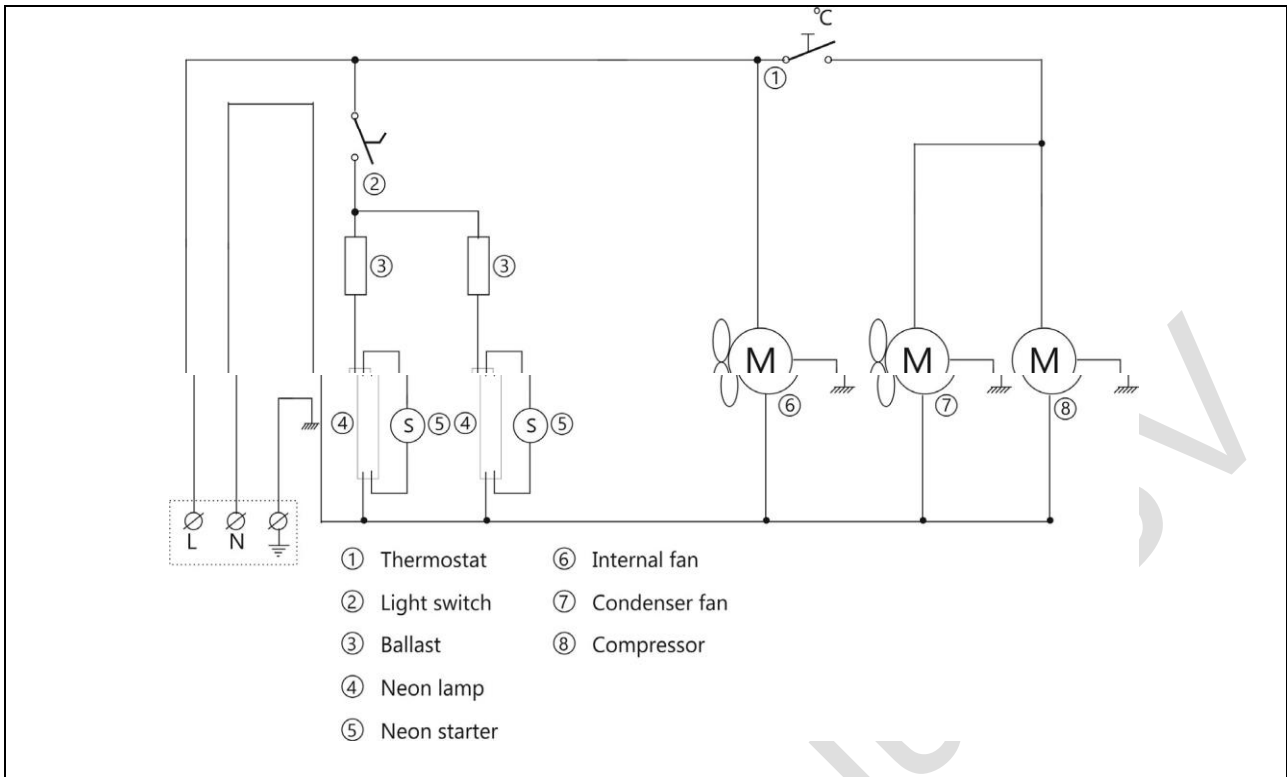 °C
①
②
③ ③
M M M
④ S ⑤ ④ S ⑤
⑥ ⑦ ⑧
L N
① Thermostat ⑥ Internal fan
② Light switch ⑦ Condenser fan
③ Ballast ⑧ Compressor
④ Neon lamp
⑤ Neon starter